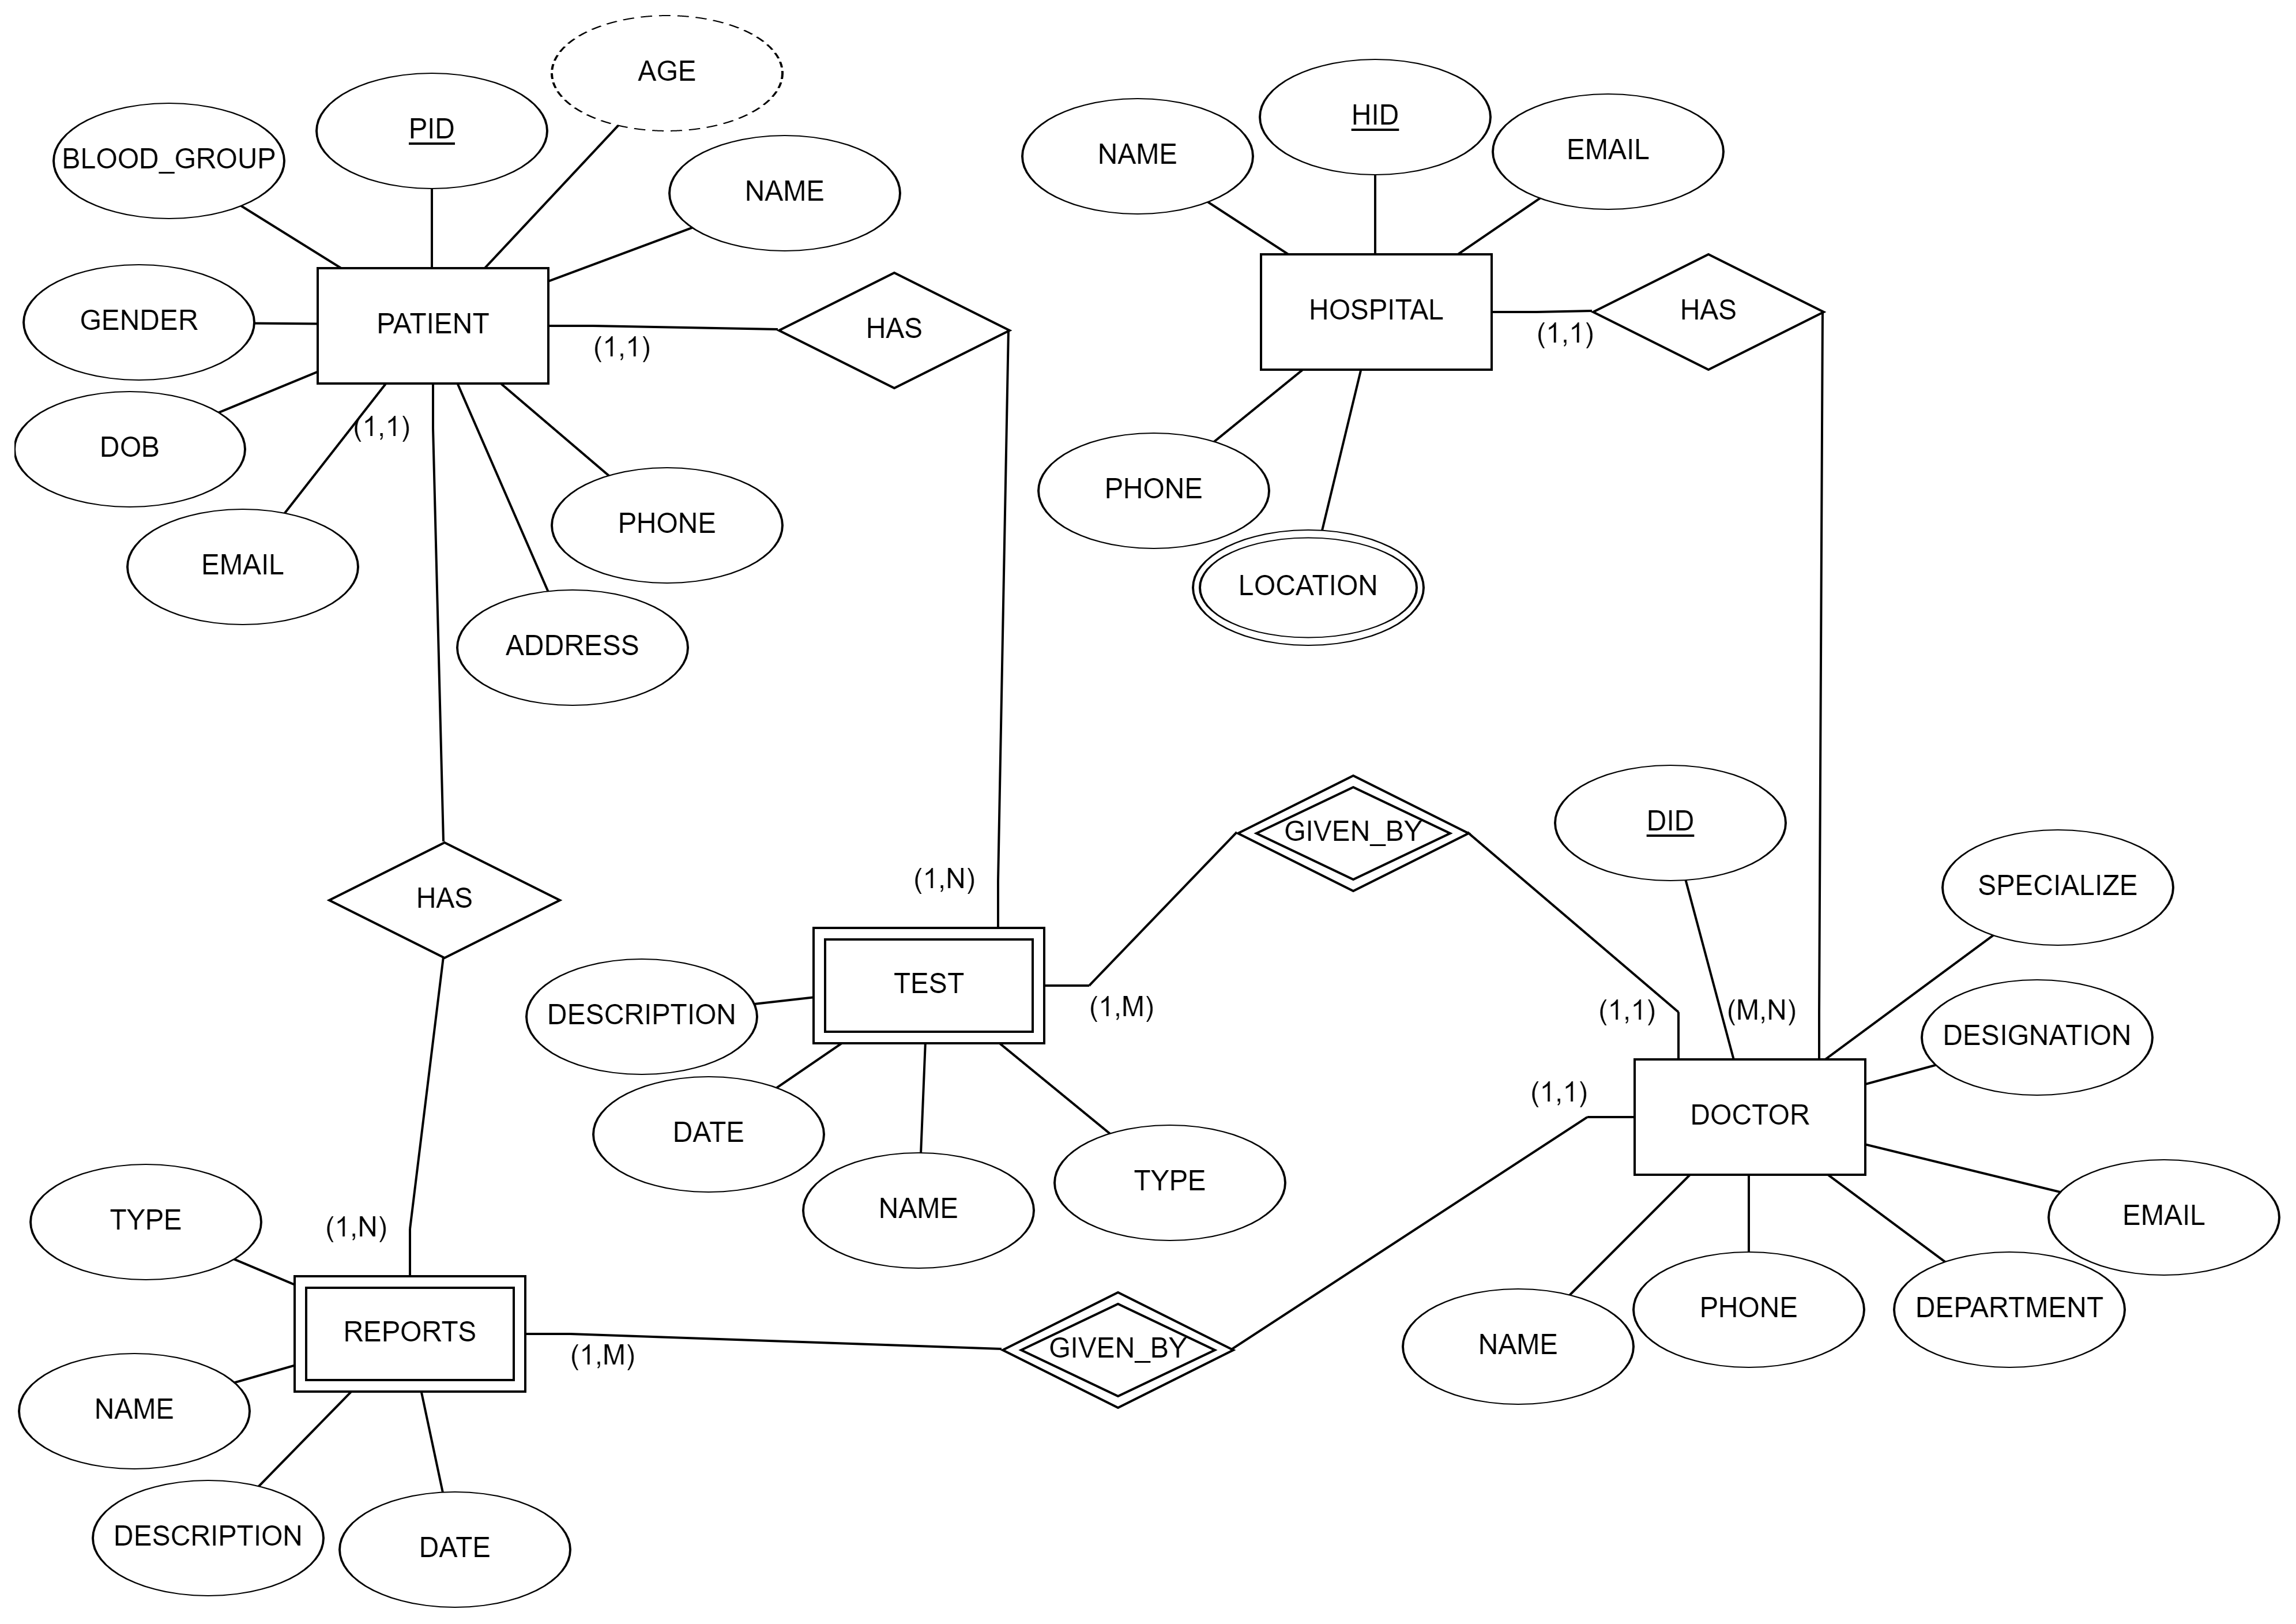 AGE
PID
BLOOD_GROUP
NAME
GENDER
PATIENT
HAS
(1,1)
DOB
(1,1)
EMAIL
PHONE
ADDRESS
HID
NAME
EMAIL
HOSPITAL
(1,1)
HAS
PHONE
LOCATION
HAS
(1,N)
GIVEN_BY
DID
SPECIALIZE
TEST
(1,M)
(1,1)
(M,N)
DESCRIPTION
DESIGNATION
DATE
NAME
TYPE
(1,1)
DOCTOR
EMAIL
NAME
PHONE
DEPARTMENT
TYPE
(1,N)
REPORTS
(1,M)
GIVEN_BY
NAME
DESCRIPTION
DATE